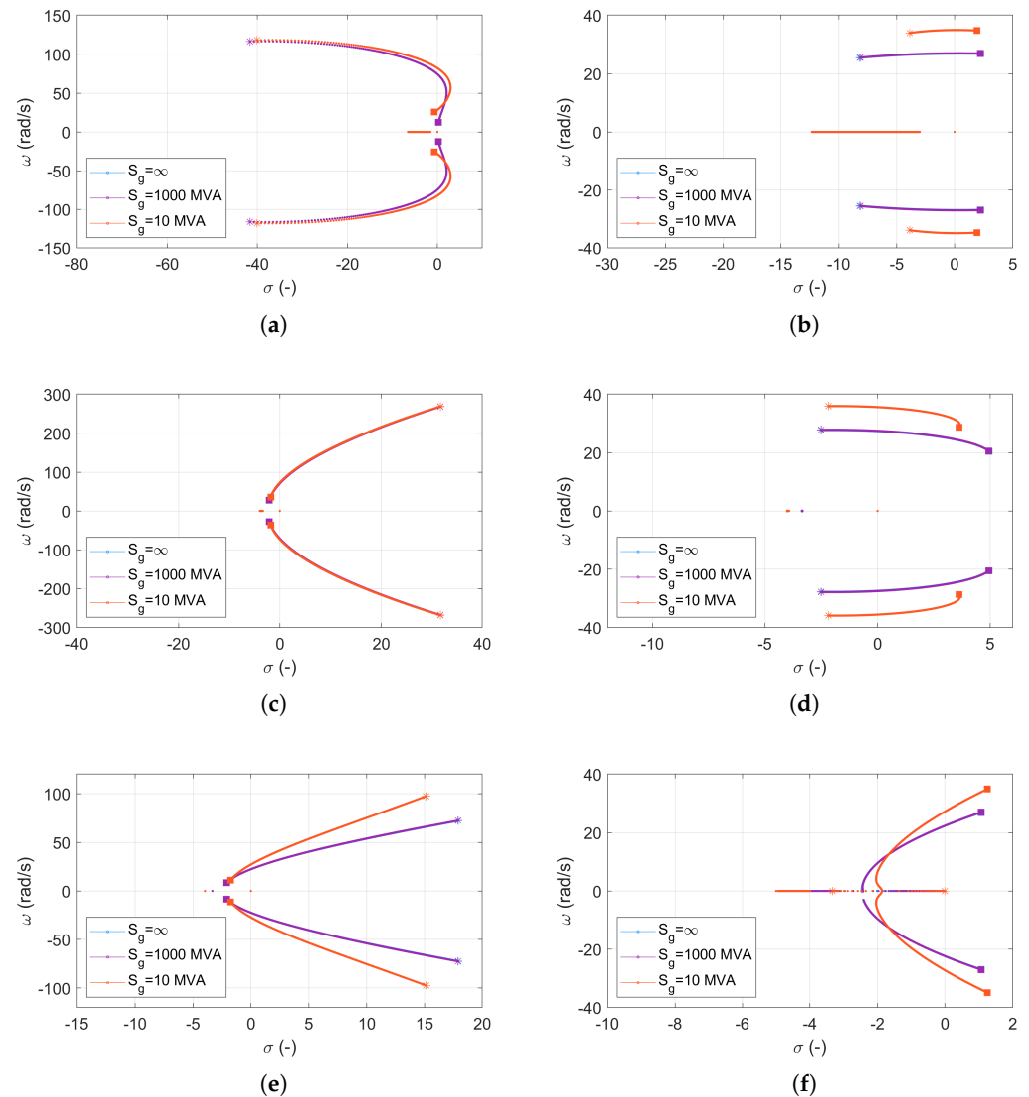 150
100
50
0
-50
-100
-150
ω (rad/s)
-80 -60 -40 -20 0
σ (-)
S_g=∞
S_g=1000 MVA
S_g=10 MVA
(a)
40
20
0
-20
-40
ω (rad/s)
-30 -25 -20 -15 -10 -5 0 5
σ (-)
S_g=∞
S_g=1000 MVA
S_g=10 MVA
(b)
300
200
100
0
-100
-200
-300
ω (rad/s)
-40 -20 0 20 40
σ (-)
S_g=∞
S_g=1000 MVA
S_g=10 MVA
(c)
40
20
0
-20
-40
ω (rad/s)
-10 -5 0 5
σ (-)
S_g=∞
S_g=1000 MVA
S_g=10 MVA
(d)
100
50
0
-50
-100
ω (rad/s)
-15 -10 -5 0 5 10 15 20
σ (-)
S_g=∞
S_g=1000 MVA
S_g=10 MVA
(e)
40
20
0
-20
-40
ω (rad/s)
-10 -8 -6 -4 -2 0 2
σ (-)
S_g=∞
S_g=1000 MVA
S_g=10 MVA
(f)